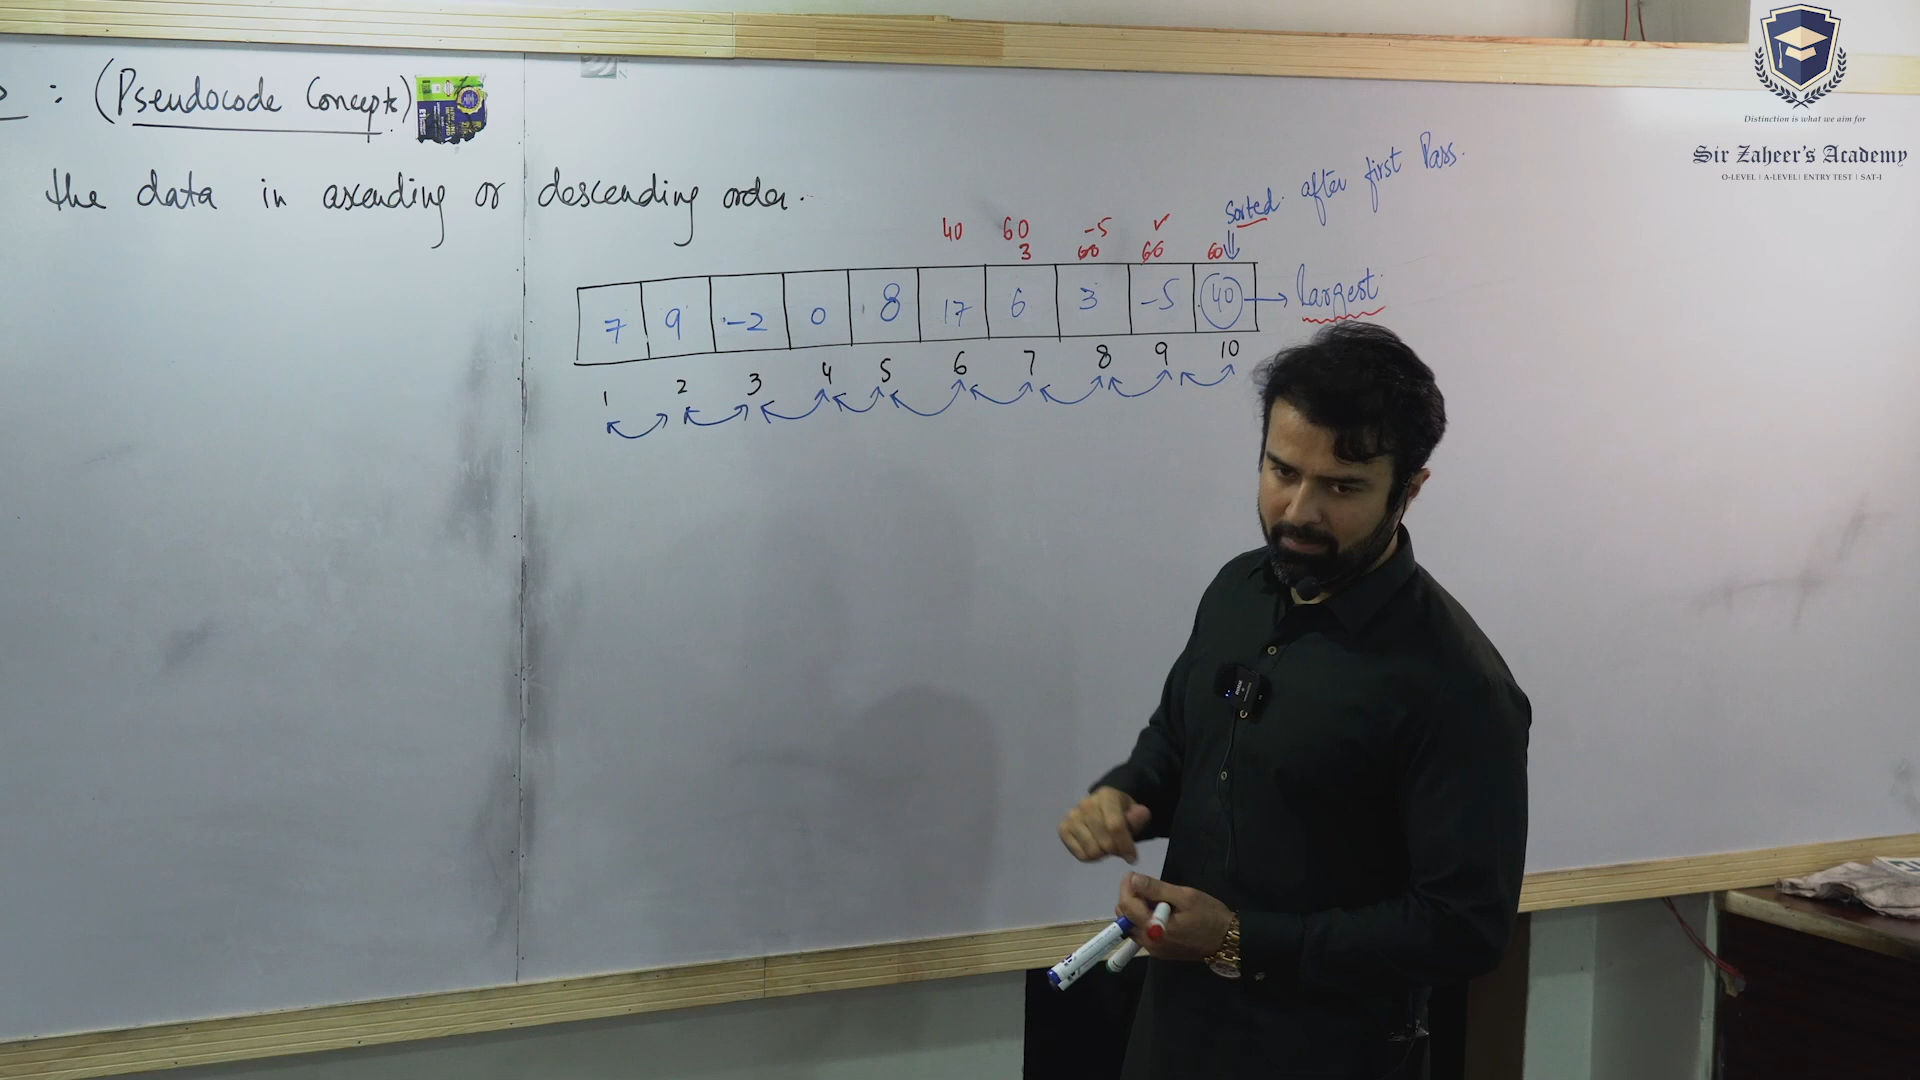 : (Pseudocode Concepts)
the data in ascending or descending order.
Sorted after first Pass.
40 60 -5 ✓
3 60 60 60
7 9 -2 0 8 17 6 3 -5 40 → Largest
1 2 3 4 5 6 7 8 9 10
Distinction is what we aim for
Sir Zaheer's Academy
O-LEVEL | A-LEVEL | ENTRY TEST | SAT-I